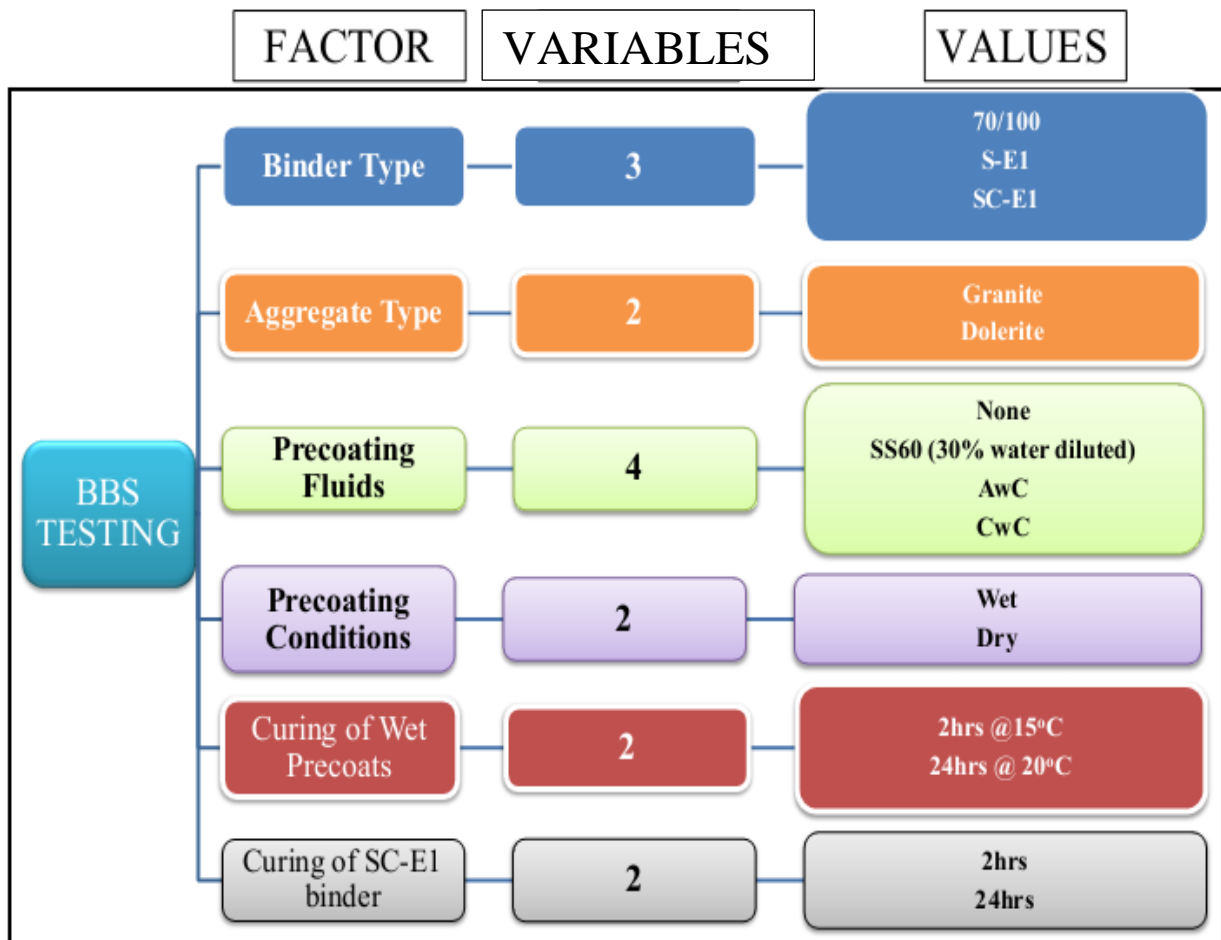 FACTOR
VARIABLES
VALUES
BBS
TESTING
Binder Type
3
70/100
S-E1
SC-E1
Aggregate Type
2
Granite
Dolerite
Precoating
Fluids
4
None
SS60 (30% water diluted)
AwC
CwC
Precoating
Conditions
2
Wet
Dry
Curing of Wet
Precoats
2
2hrs @15°C
24hrs @ 20°C
Curing of SC-E1
binder
2
2hrs
24hrs